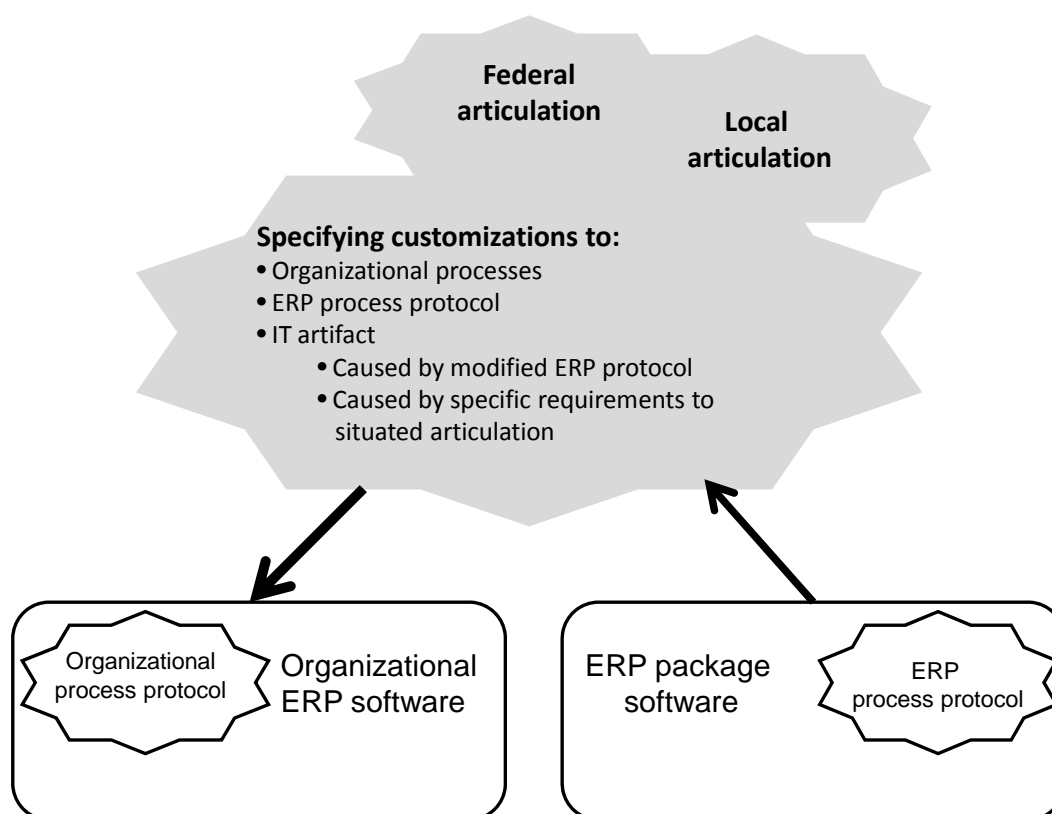 Federal
articulation
Local
articulation
Specifying customizations to:
• Organizational processes
• ERP process protocol
• IT artifact
• Caused by modified ERP protocol
• Caused by specific requirements to
situated articulation
Organizational
process protocol
Organizational
ERP software
ERP package
software
ERP
process protocol